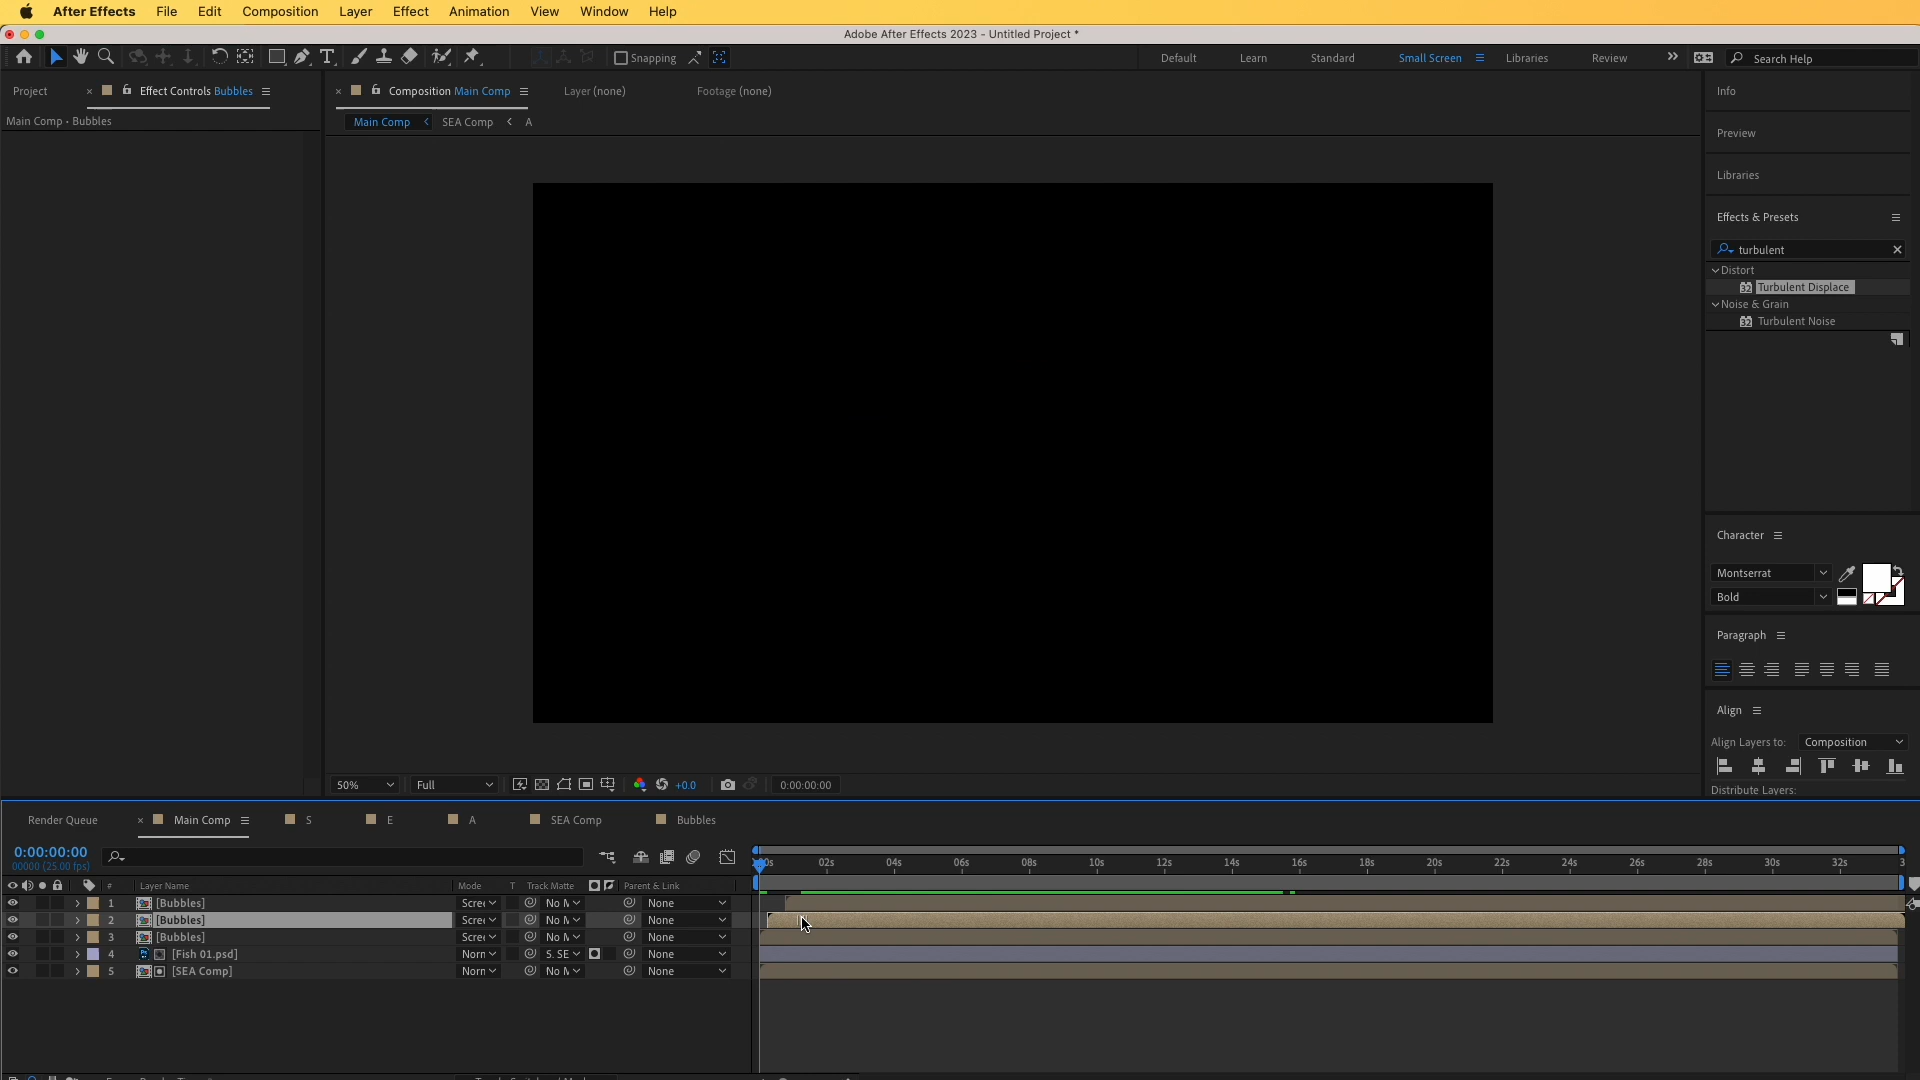 After Effects File Edit Composition Layer Effect Animation View Window Help
Adobe After Effects 2023 - Untitled Project *
Snapping Default Learn Standard Small Screen Libraries Review Search Help
Project Effect Controls Bubbles Composition Main Comp Layer (none) Footage (none) Info
Main Comp • Bubbles Main Comp SEA Comp A
Preview
Libraries
Effects & Presets
turbulent
Distort
32 Turbulent Displace
Noise & Grain
32 Turbulent Noise
Character
Montserrat
Bold
Paragraph
Align
Align Layers to: Composition
50% Full +0.0 0:00:00:00
Distribute Layers:
Render Queue Main Comp S E A SEA Comp Bubbles
0:00:00:00
00000 (25.00 fps)
02s 04s 06s 08s 10s 12s 14s 16s 18s 20s 22s 24s 26s 28s 30s 32s
# Layer Name Mode T Track Matte Parent & Link
1 [Bubbles] Scre No M None
2 [Bubbles] Scre No M None
3 [Bubbles] Scre No M None
4 [Fish 01.psd] Norn 5. SE None
5 [SEA Comp] Norn No M None